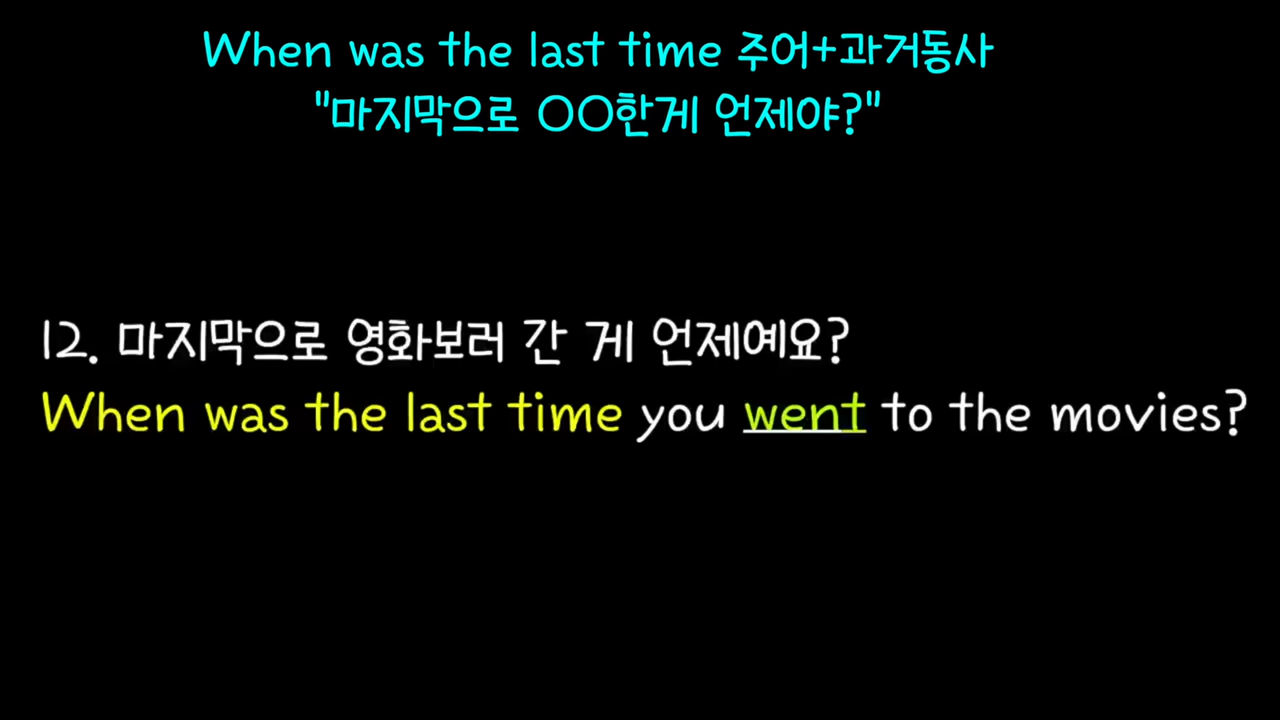 When was the last time 주어+과거동사
"마지막으로 〇〇한게 언제야?"
12. 마지막으로 영화보러 간 게 언제예요?
When was the last time you went to the movies?